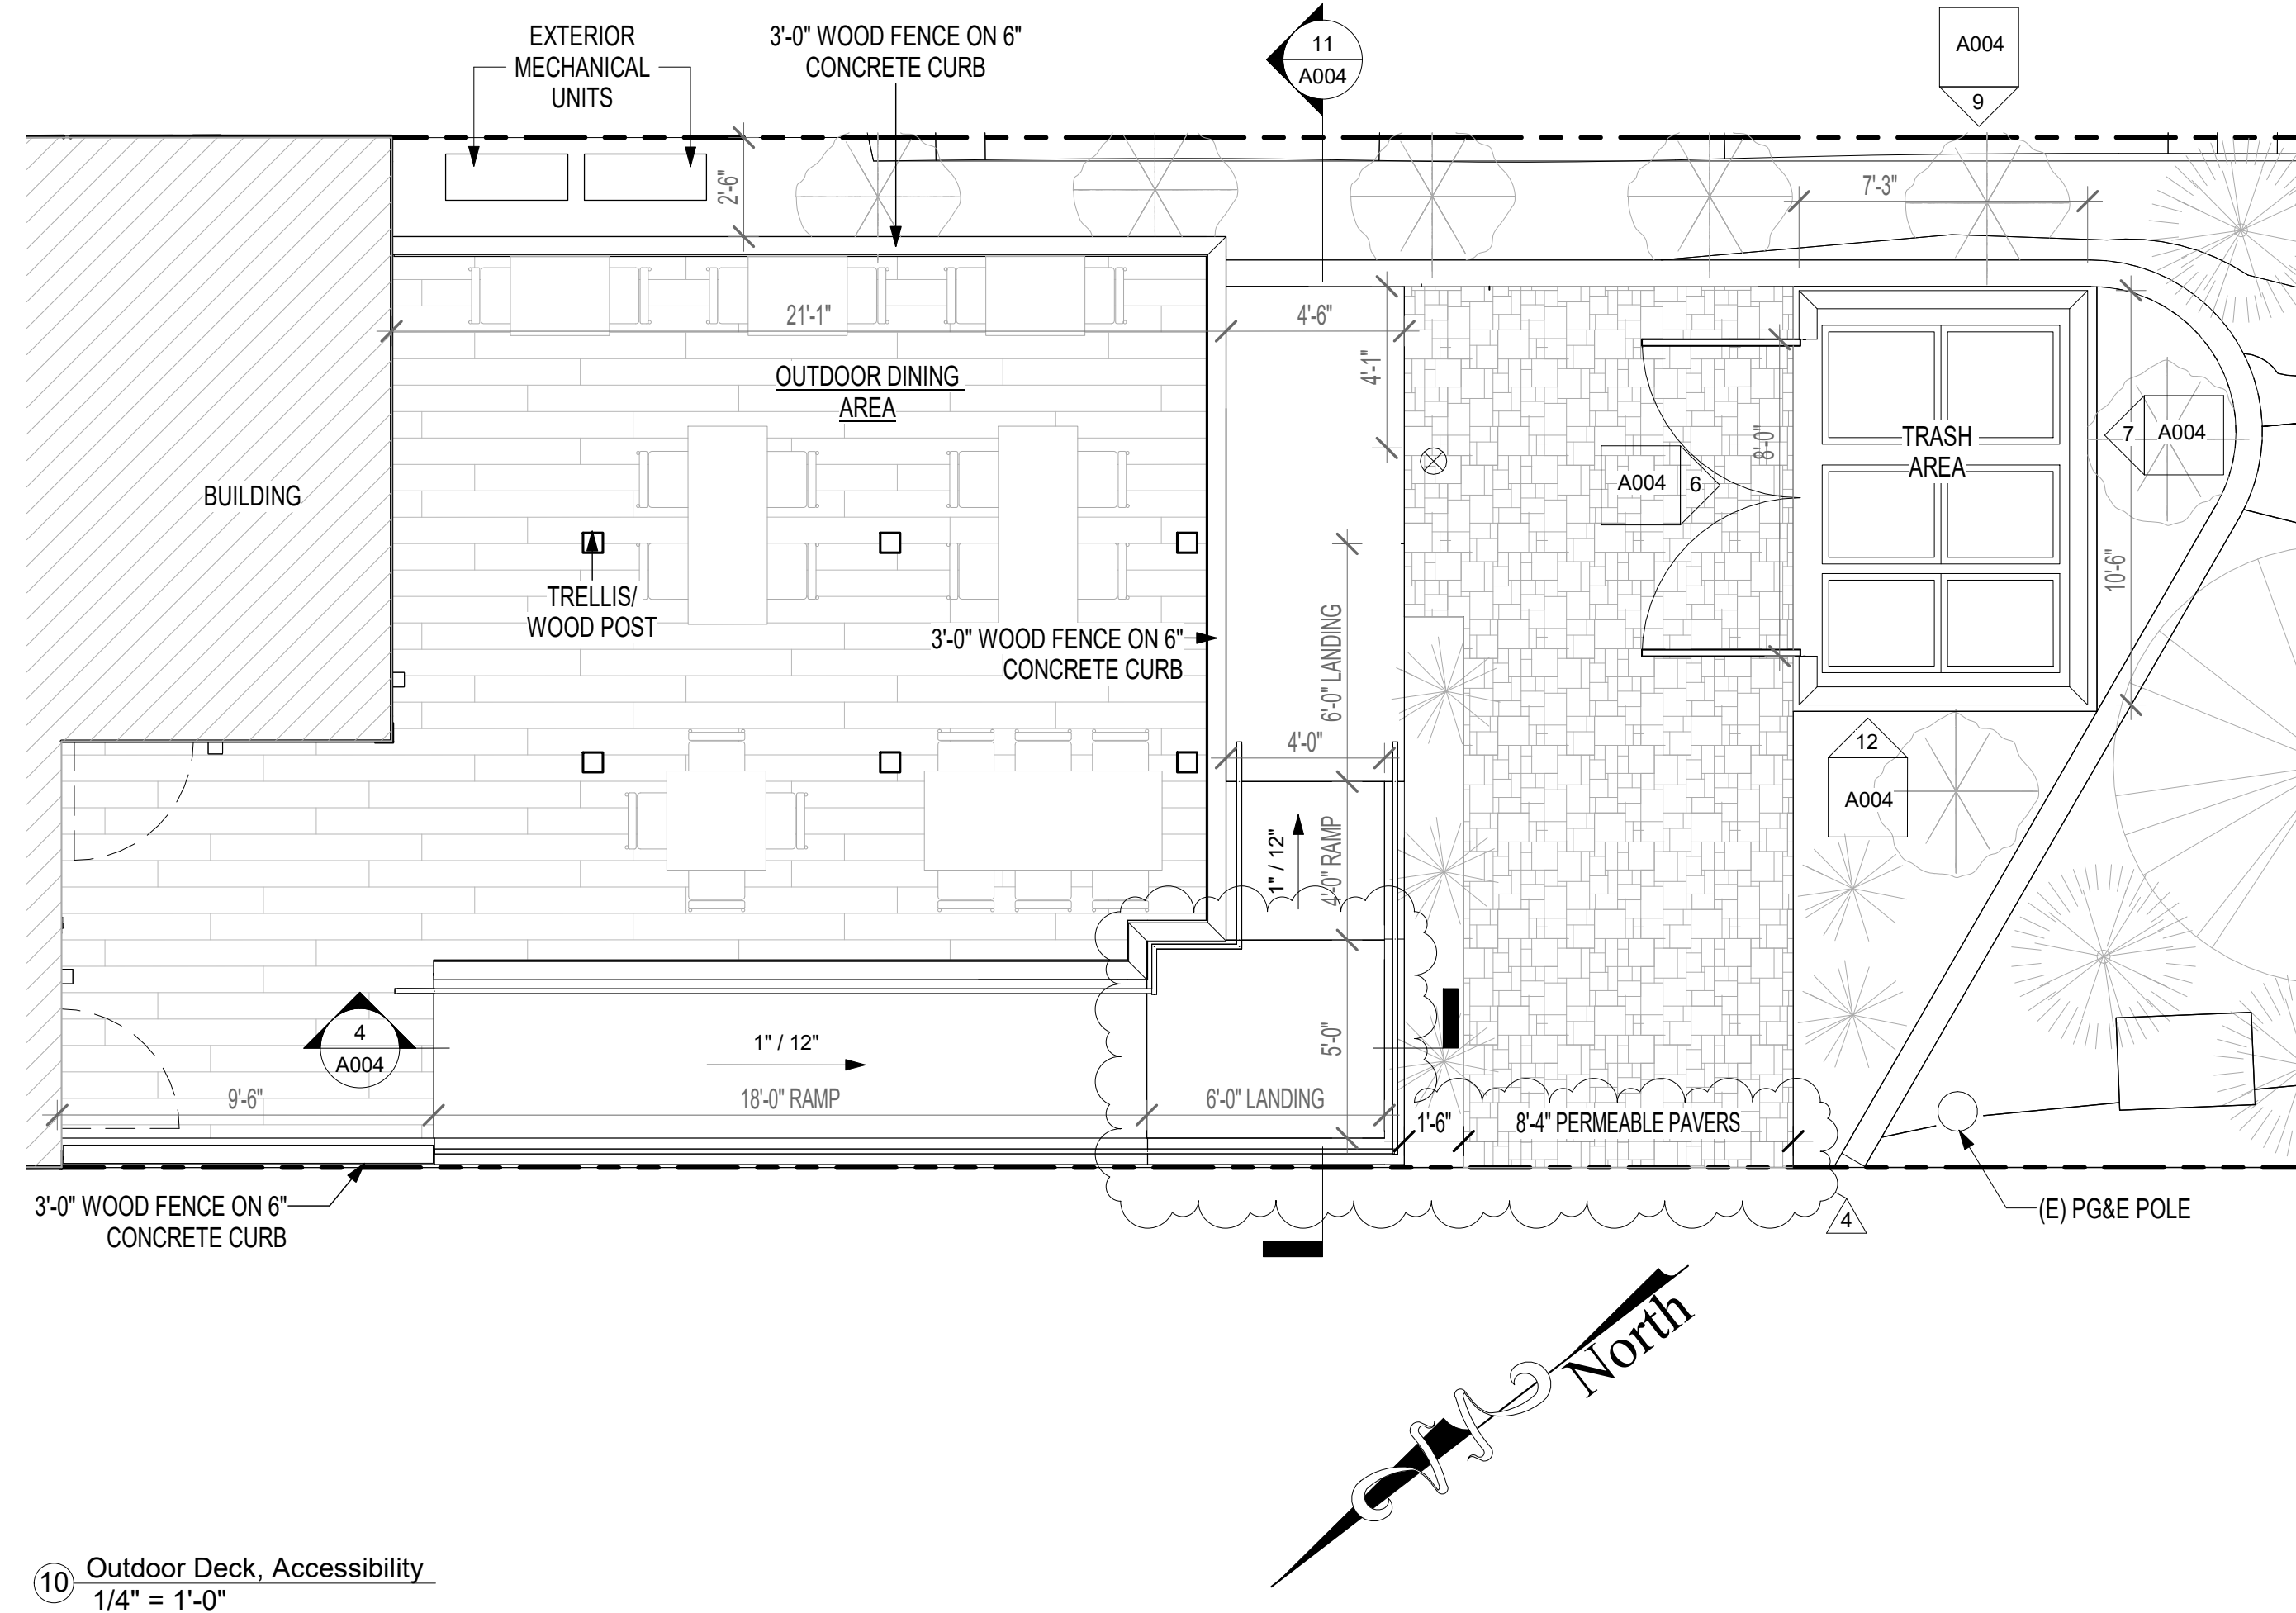 EXTERIOR
MECHANICAL
UNITS
3'-0" WOOD FENCE ON 6"
CONCRETE CURB
11
A004
A004
9
2'-6"
7'-3"
21'-1"
4'-6"
4'-1"
OUTDOOR DINING
AREA
BUILDING
8'-0"
TRASH
AREA
7
A004
A004
6
10'-6"
TRELLIS/
WOOD POST
3'-0" WOOD FENCE ON 6"
CONCRETE CURB
6'-0" LANDING
4'-0"
12
A004
1" / 12"
4'-0" RAMP
4
A004
1" / 12"
5'-0"
9'-6"
18'-0" RAMP
6'-0" LANDING
1'-6"
8'-4" PERMEABLE PAVERS
3'-0" WOOD FENCE ON 6"
CONCRETE CURB
4
(E) PG&E POLE
North
10
Outdoor Deck, Accessibility
1/4" = 1'-0"